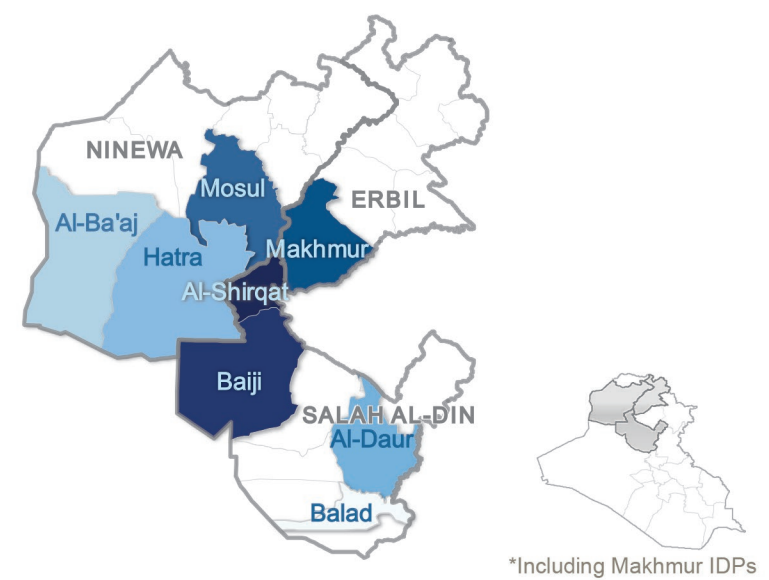 NINEWA
Mosul
ERBIL
Al-Ba'aj
Hatra
Makhmur
Al-Shirqat
Baiji
SALAH AL-DIN
Al-Daur
Balad
*Including Makhmur IDPs